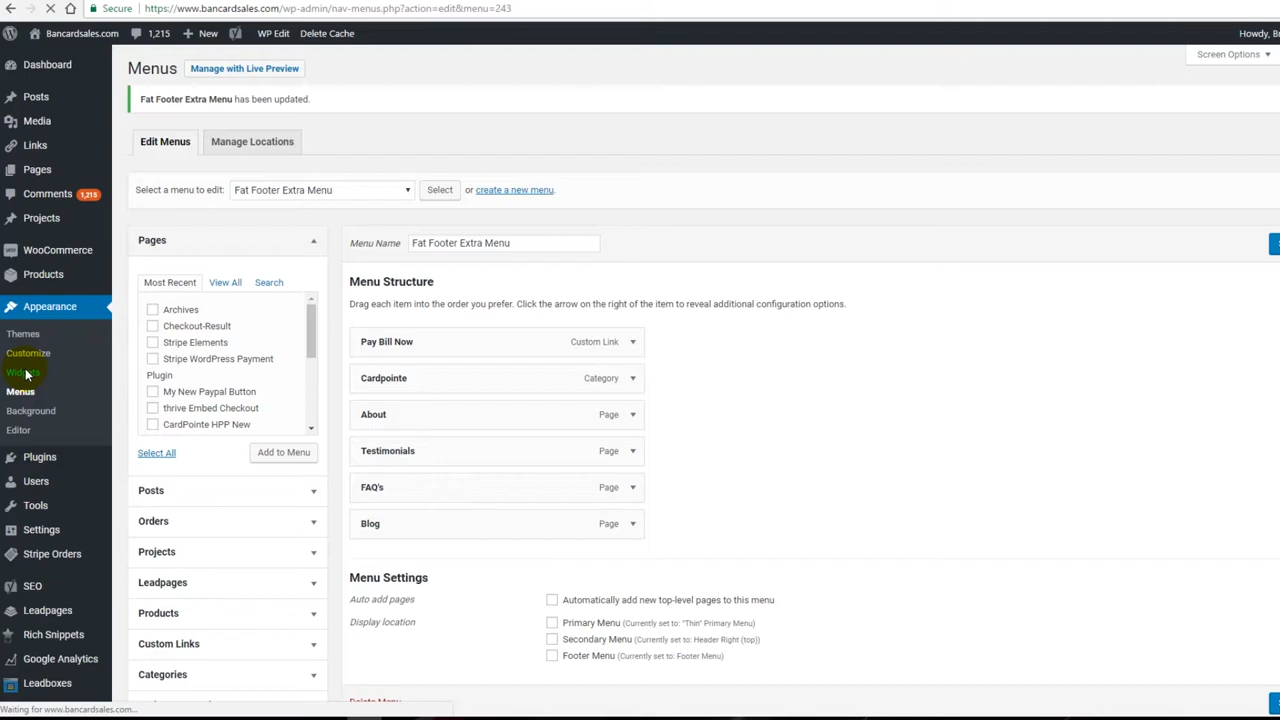 Secure
https://www.bancardsales.com/wp-admin/nav-menus.php?action=edit&menu=243
Bancardsales.com
1,215
New
WP Edit
Delete Cache
Howdy,
Screen Options
Dashboard
Posts
Media
Links
Pages
Comments 1,215
Projects
WooCommerce
Products
Appearance
Themes
Customize
Widgets
Menus
Background
Editor
Plugins
Users
Tools
Settings
Stripe Orders
SEO
Leadpages
Rich Snippets
Google Analytics
Leadboxes
Menus
Manage with Live Preview
Fat Footer Extra Menu has been updated.
Edit Menus
Manage Locations
Select a menu to edit:
Fat Footer Extra Menu
Select
or create a new menu.
Pages
Most Recent
View All
Search
Archives
Checkout-Result
Stripe Elements
Stripe WordPress Payment
Plugin
My New Paypal Button
thrive Embed Checkout
CardPointe HPP New
Select All
Add to Menu
Posts
Orders
Projects
Leadpages
Products
Custom Links
Categories
Menu Name
Fat Footer Extra Menu
Menu Structure
Drag each item into the order you prefer. Click the arrow on the right of the item to reveal additional configuration options.
Pay Bill Now
Custom Link
Cardpointe
Category
About
Page
Testimonials
Page
FAQ's
Page
Blog
Page
Menu Settings
Auto add pages
Automatically add new top-level pages to this menu
Display location
Primary Menu (Currently set to: "Thin" Primary Menu)
Secondary Menu (Currently set to: Header Right (top))
Footer Menu (Currently set to: Footer Menu)
Delete Menu
Waiting for www.bancardsales.com...